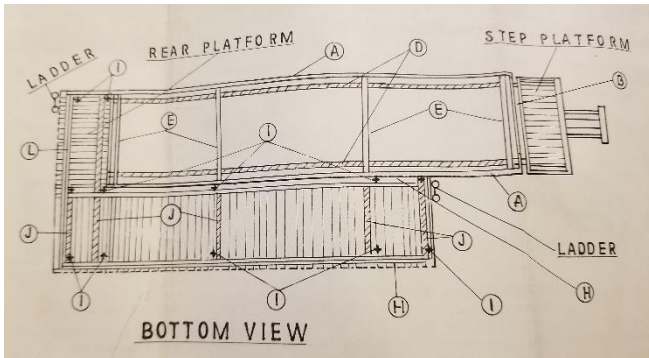 REAR PLATFORM
A
D
STEP PLATFORM
LADDER
I
B
E
E
L
I
A
J
J
J
LADDER
I
I
H
I
H
BOTTOM VIEW